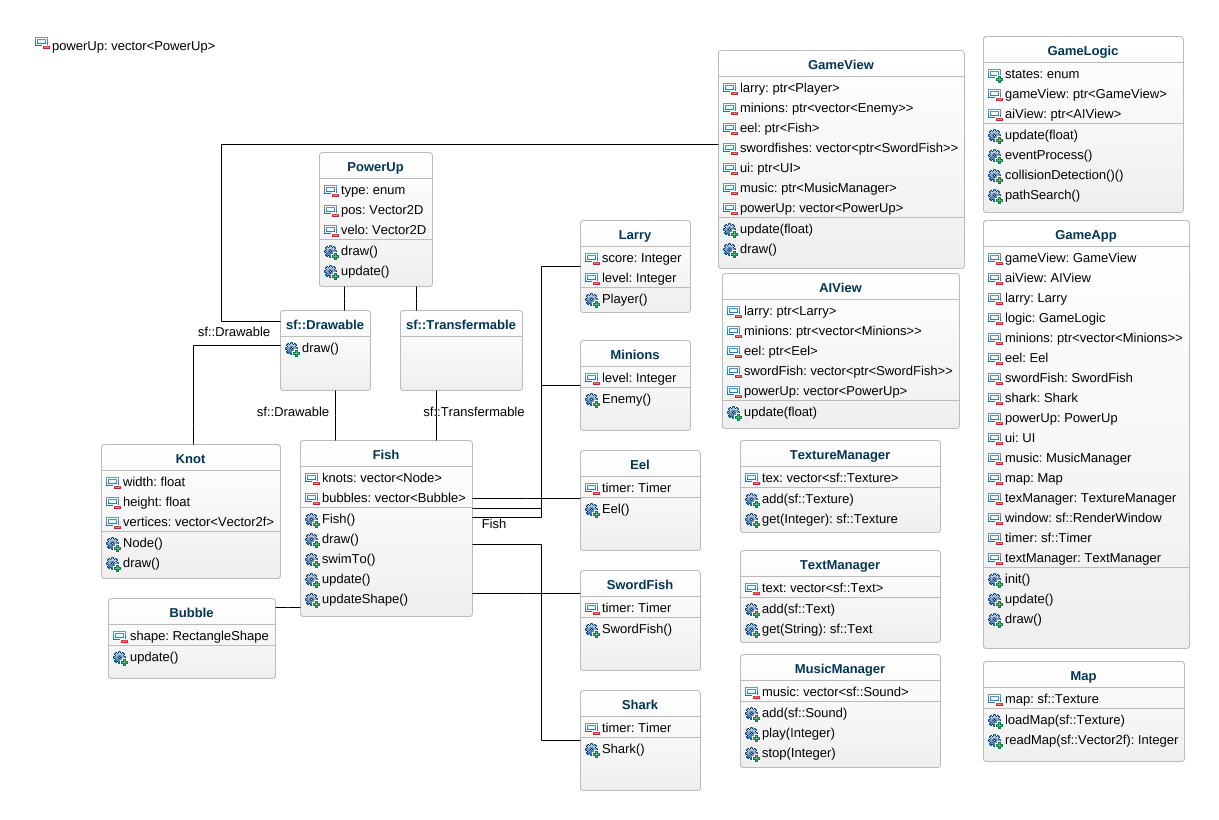 powerUp: vector<PowerUp>
GameView
larry: ptr<Player>
minions: ptr<vector<Enemy>>
eel: ptr<Fish>
swordfishes: vector<ptr<SwordFish>>
ui: ptr<UI>
music: ptr<MusicManager>
powerUp: vector<PowerUp>
update(float)
draw()
GameLogic
states: enum
gameView: ptr<GameView>
aiView: ptr<AIView>
update(float)
eventProcess()
collisionDetection()()
pathSearch()
PowerUp
type: enum
pos: Vector2D
velo: Vector2D
draw()
update()
Larry
score: Integer
level: Integer
Player()
GameApp
gameView: GameView
aiView: AIView
larry: Larry
logic: GameLogic
minions: ptr<vector<Minions>>
eel: Eel
swordFish: SwordFish
shark: Shark
powerUp: PowerUp
ui: UI
music: MusicManager
map: Map
texManager: TextureManager
window: sf::RenderWindow
timer: sf::Timer
textManager: TextManager
init()
update()
draw()
AIView
larry: ptr<Larry>
minions: ptr<vector<Minions>>
eel: ptr<Eel>
swordFish: vector<ptr<SwordFish>>
powerUp: vector<PowerUp>
update(float)
sf::Drawable
sf::Drawable
draw()
sf::Transfermable
Minions
level: Integer
Enemy()
sf::Drawable
sf::Transfermable
Knot
width: float
height: float
vertices: vector<Vector2f>
Node()
draw()
Fish
knots: vector<Node>
bubbles: vector<Bubble>
Fish()
draw()
swimTo()
update()
updateShape()
Fish
Eel
timer: Timer
Eel()
TextureManager
tex: vector<sf::Texture>
add(sf::Texture)
get(Integer): sf::Texture
Bubble
shape: RectangleShape
update()
SwordFish
timer: Timer
SwordFish()
TextManager
text: vector<sf::Text>
add(sf::Text)
get(String): sf::Text
Shark
timer: Timer
Shark()
MusicManager
music: vector<sf::Sound>
add(sf::Sound)
play(Integer)
stop(Integer)
Map
map: sf::Texture
loadMap(sf::Texture)
readMap(sf::Vector2f): Integer